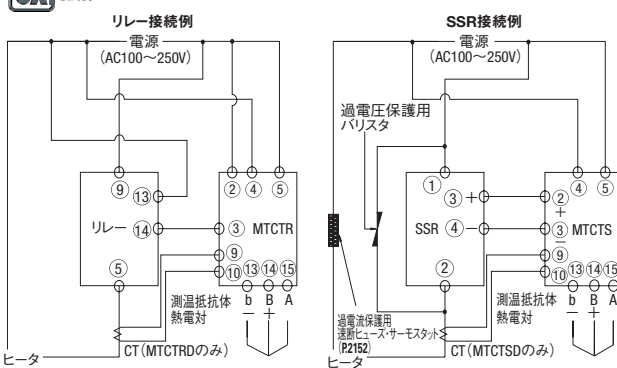 リレー接続例
電源
(AC100〜250V)
⑨
⑬
②
④
⑤
リレー
⑭
③ MTCTR
⑤
⑨
⑩
⑬
⑭
⑮
測温抵抗体
熱電対
b
B
A
−
+
CT(MTCTRDのみ)
ヒータ
SSR接続例
電源
(AC100〜250V)
過電圧保護用
バリスタ
①
③ +
②
+
④
⑤
SSR ④ −
③ MTCTS
−
②
⑨
⑩
⑬
⑭
⑮
測温抵抗体
熱電対
b
B
A
−
+
過電流保護用
速断ヒューズ・サーモスタット
(P.2152)
CT(MTCTSDのみ)
ヒータ